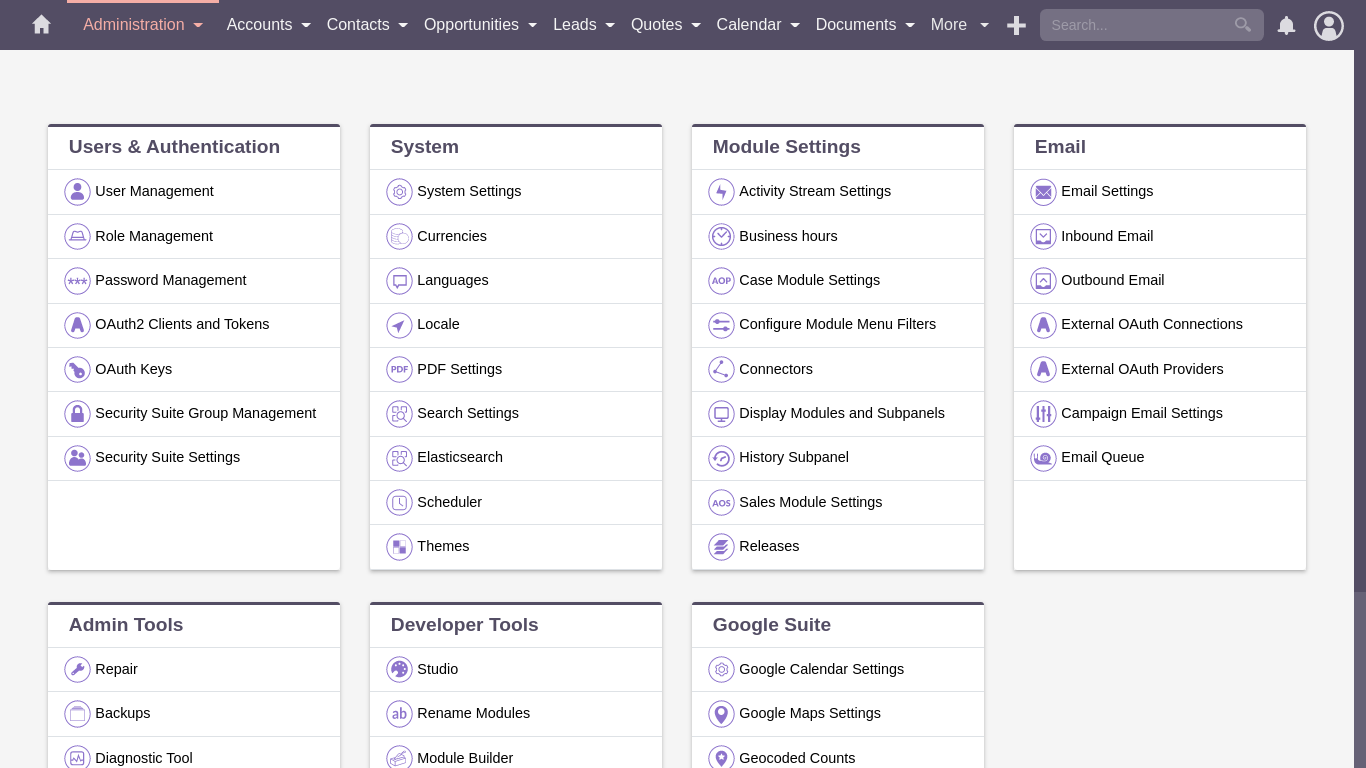 Administration Accounts Contacts Opportunities Leads Quotes Calendar Documents More Search...
Users & Authentication
User Management
Role Management
Password Management
OAuth2 Clients and Tokens
OAuth Keys
Security Suite Group Management
Security Suite Settings
System
System Settings
Currencies
Languages
Locale
PDF PDF Settings
Search Settings
Elasticsearch
Scheduler
Themes
Module Settings
Activity Stream Settings
Business hours
AOP Case Module Settings
Configure Module Menu Filters
Connectors
Display Modules and Subpanels
History Subpanel
AOS Sales Module Settings
Releases
Email
Email Settings
Inbound Email
Outbound Email
External OAuth Connections
External OAuth Providers
Campaign Email Settings
Email Queue
Admin Tools
Repair
Backups
Diagnostic Tool
Developer Tools
Studio
ab Rename Modules
Module Builder
Google Suite
Google Calendar Settings
Google Maps Settings
Geocoded Counts